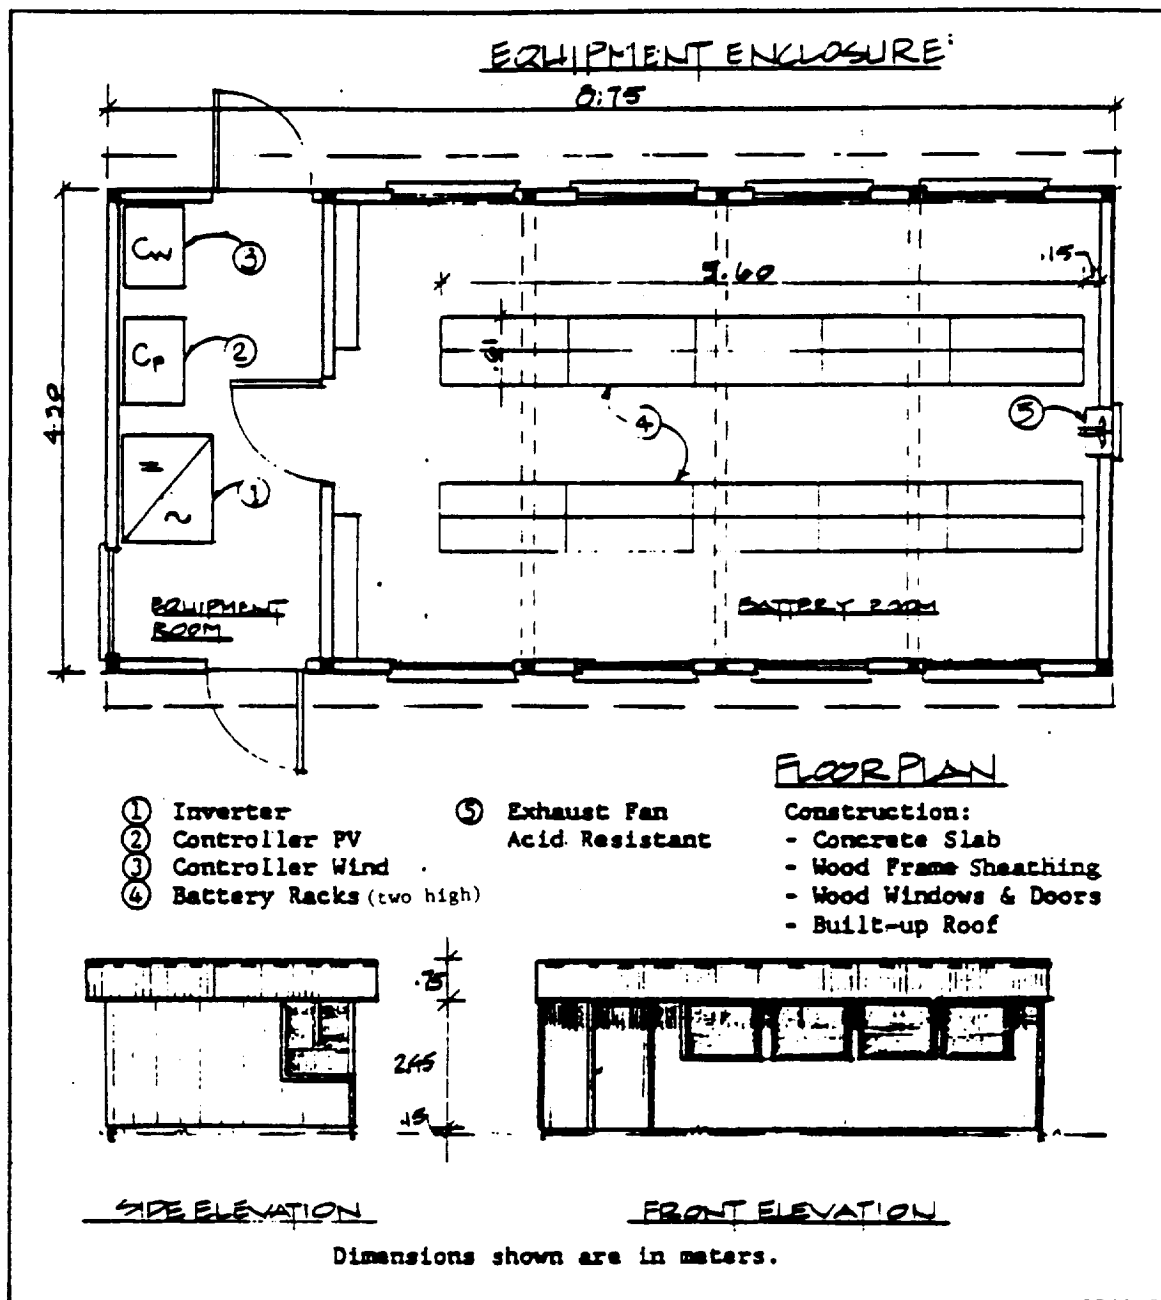 EQUIPMENT ENCLOSURE:
8.75
Cw
3
.15
5.60
Cp
2
4.20
4
5
=
~
1
EQUIPMENT
ROOM
BATTERY ROOM
FLOOR PLAN
1 Inverter
2 Controller PV
3 Controller Wind
4 Battery Racks (two high)
5 Exhaust Fan
Acid Resistant
Construction:
- Concrete Slab
- Wood Frame Sheathing
- Wood Windows & Doors
- Built-up Roof
.75
2.45
.15
SIDE ELEVATION
FRONT ELEVATION
Dimensions shown are in meters.